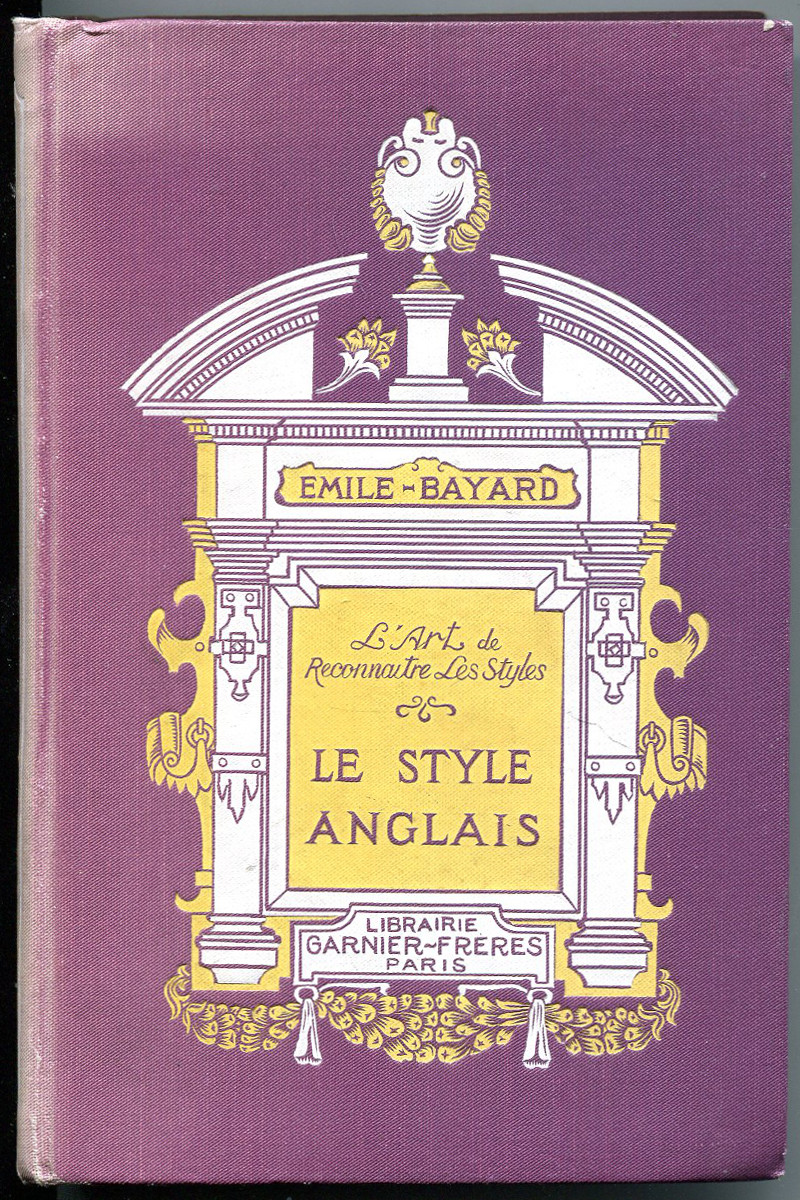 EMILE-BAYARD
L'Art de
Reconnaitre Les Styles
LE STYLE
ANGLAIS
LIBRAIRIE
GARNIER~FRERES
PARIS